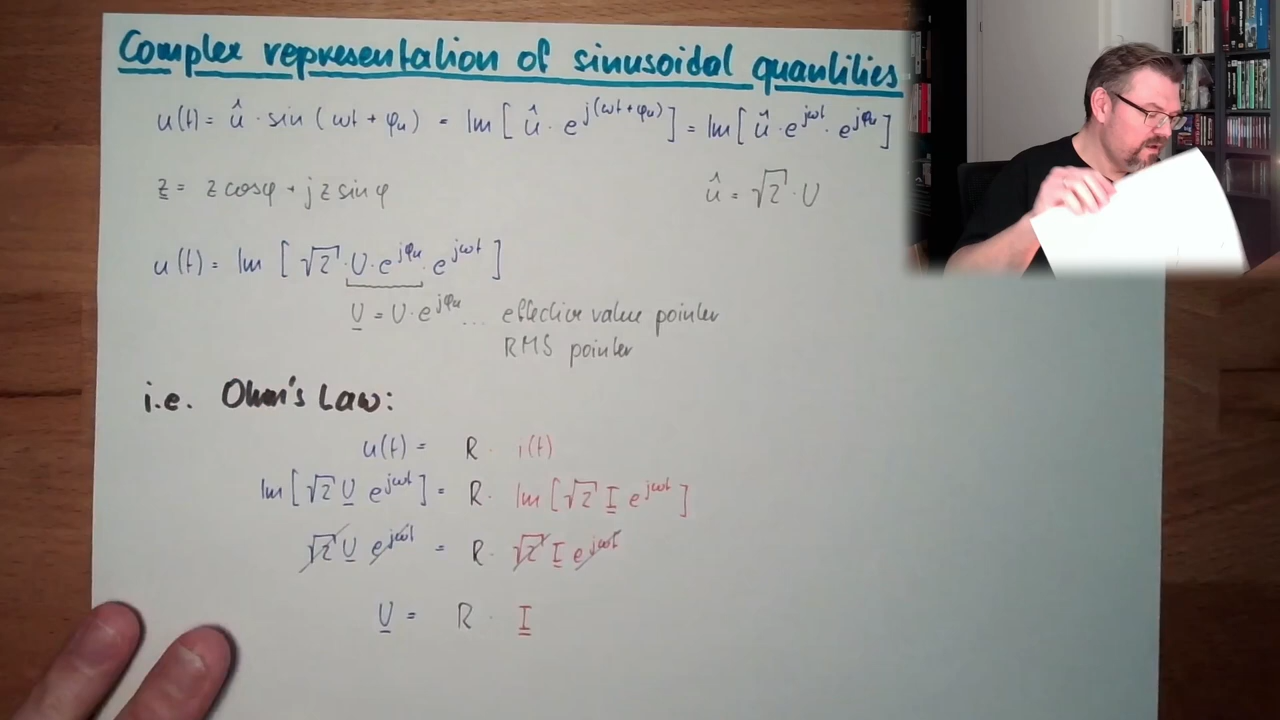 Complex representation of sinusoidal quantities
u(t) = û · sin (ωt + φu) = Im [ û · e^j(ωt+φu) ] = Im [ û · e^jωt · e^jφu ]
z = z cosφ + j z sin φ
û = √2 · U
u(t) = Im [ √2 · U · e^jφu · e^jωt ]
U = U · e^jφu ... effective value pointer
RMS pointer
i.e. Ohm's Law:
u(t) = R · i(t)
Im [ √2 U e^jωt ] = R · Im [ √2 I e^jωt ]
√2 U e^jωt = R · √2 I e^jωt
U = R · I